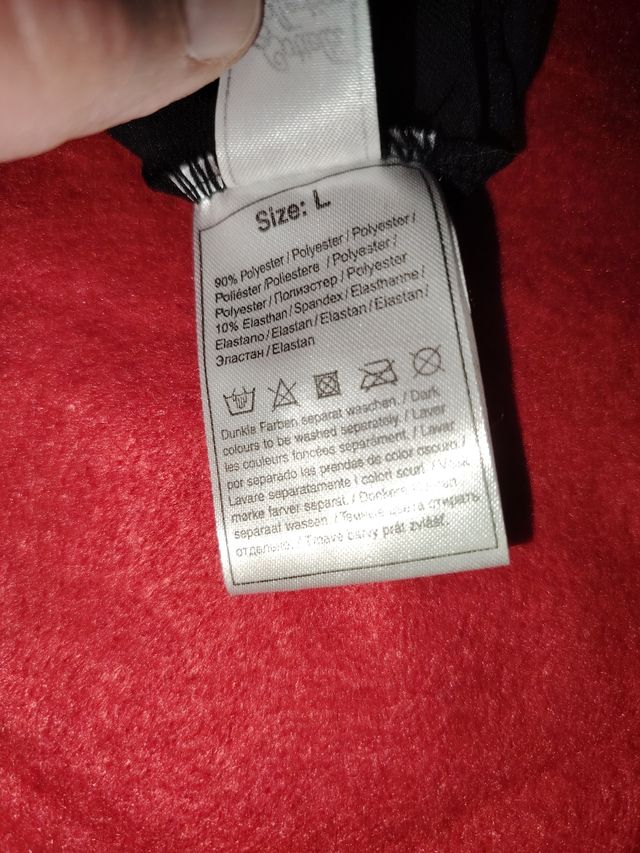 Size: L
90% Polyester / Polyester / Polyester /
Poliéster / Poliestere / Polyester /
Polyester / Полиэстер / Polyester
10% Elasthan / Spandex / Elasthanne /
Elastano / Elastan / Elastan / Elastan /
Эластан / Elastan
Dunkle Farben separat waschen. / Dark
colours to be washed separately. / Laver
les couleurs foncées separément. / Lavar
por separado las prendas de color oscuro. /
Lavare separatamente i colori scuri. /
mørke farver separat. / Donkere
separaat wassen. / Темные цвета стирать
отдельно. / Tmavé barvy prát zvlášť.